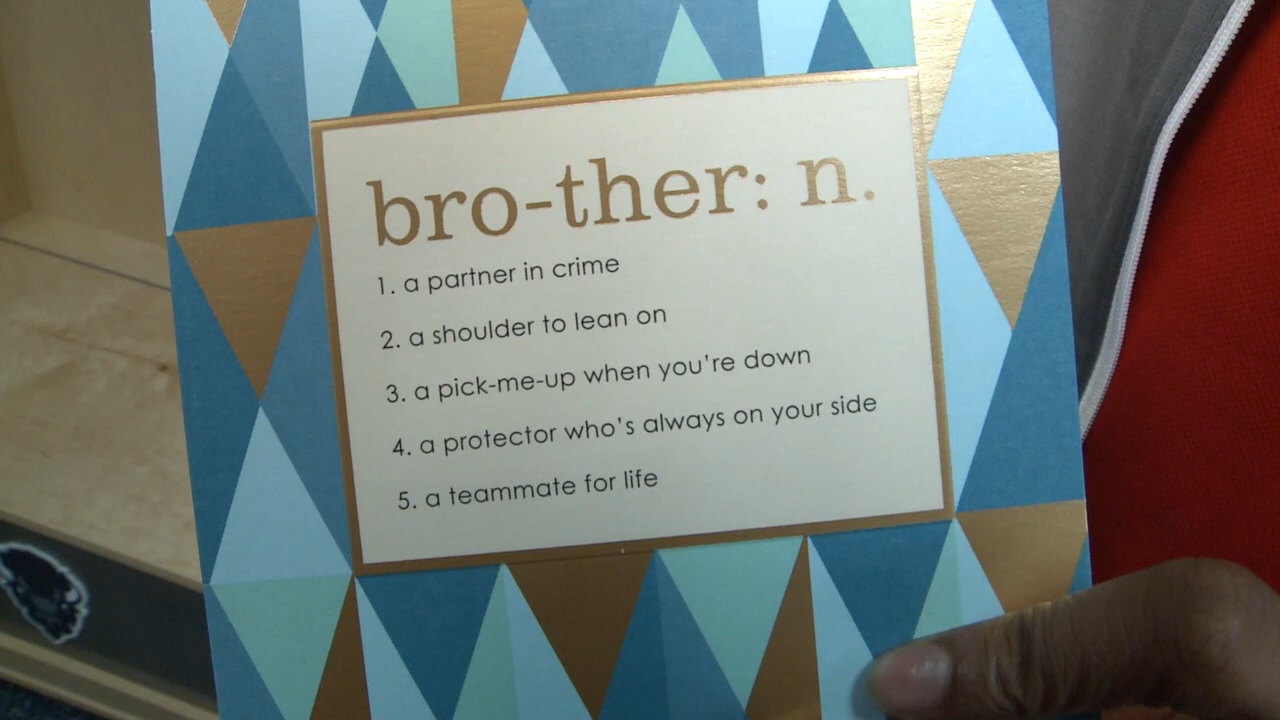 bro-ther: n.
1. a partner in crime
2. a shoulder to lean on
3. a pick-me-up when you're down
4. a protector who's always on your side
5. a teammate for life